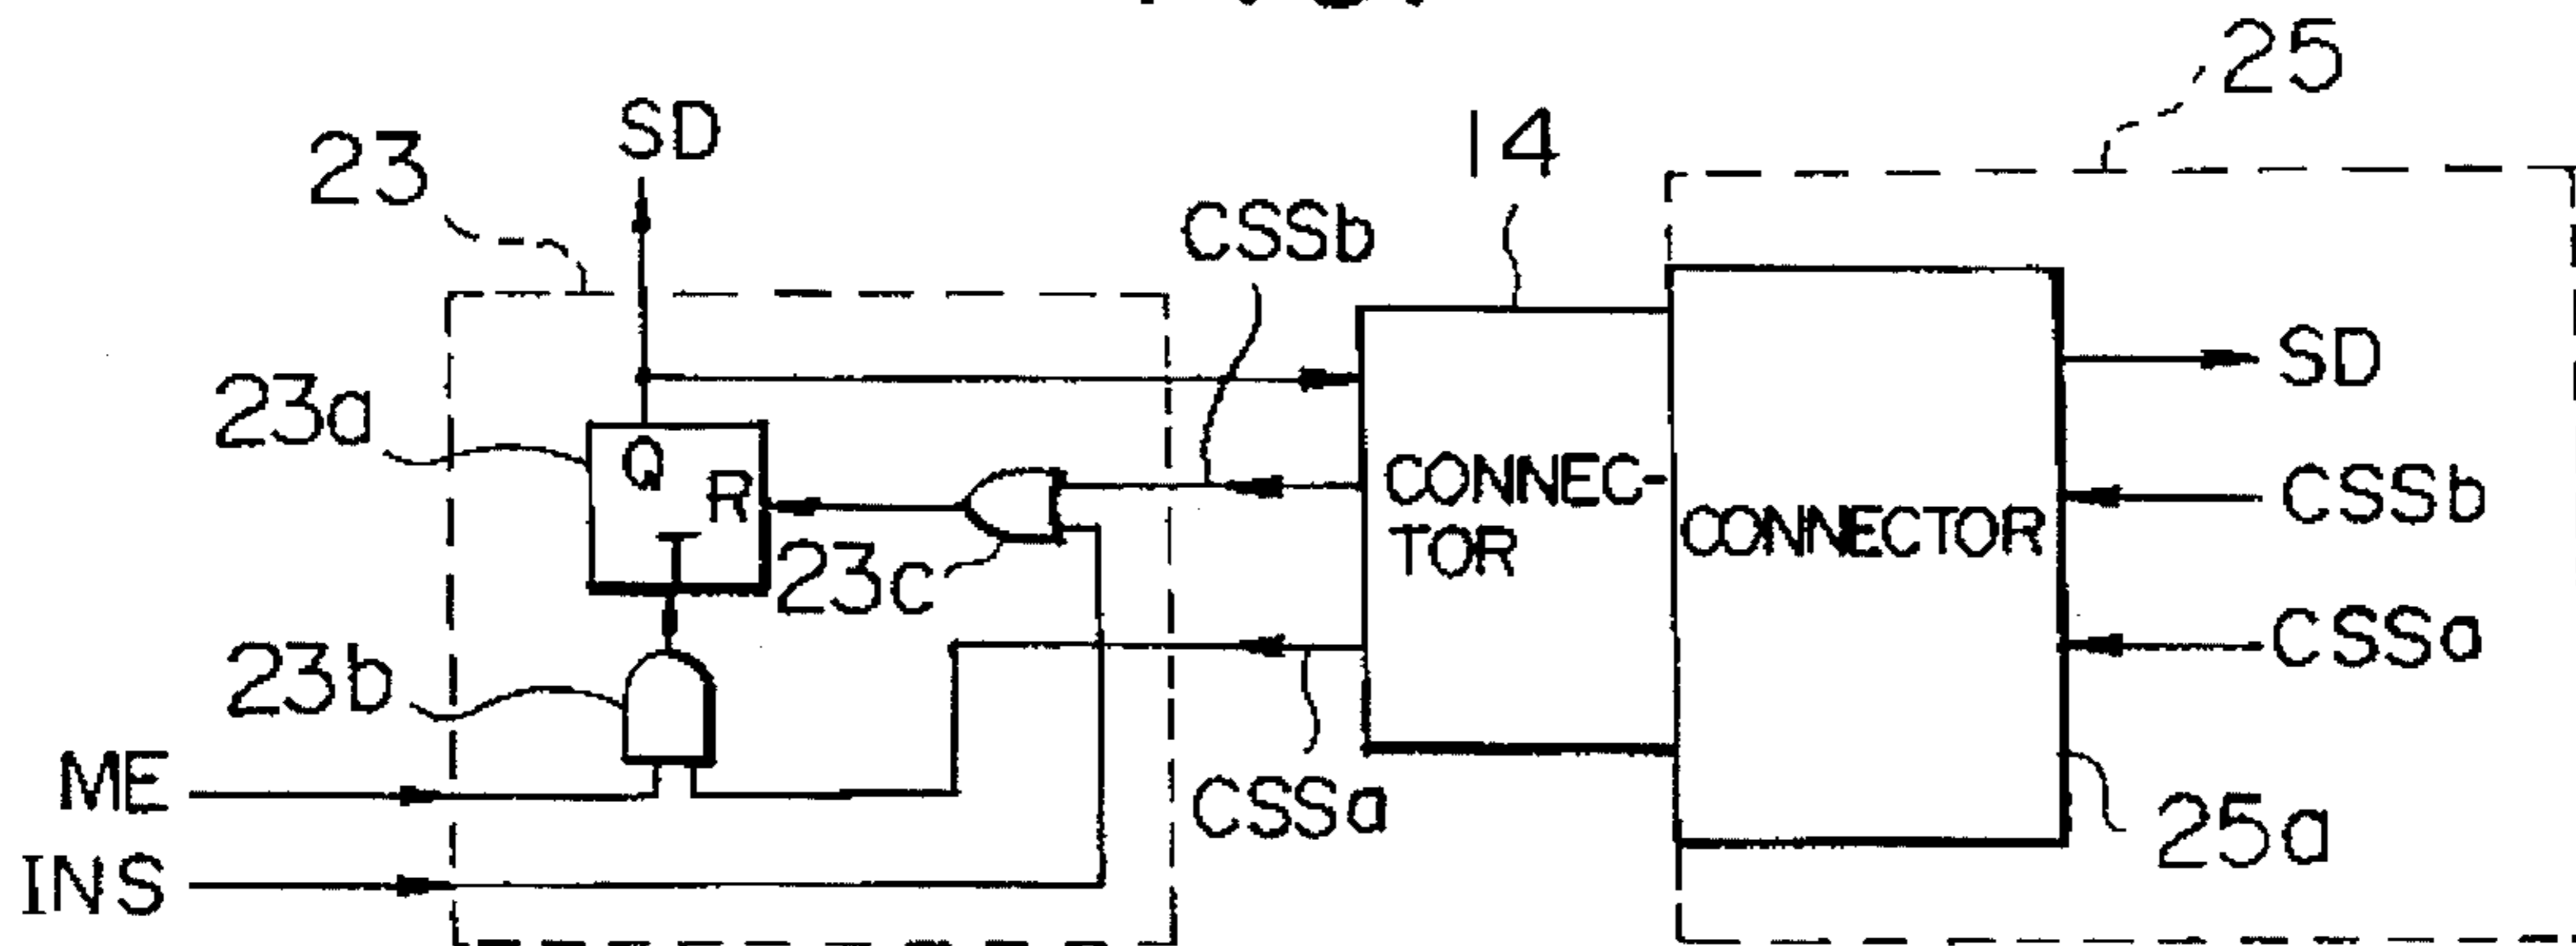 25
SD
14
23
CSSb
SD
23a
Q
R
CONNEC-
TOR
CONNECTOR
CSSb
T
23c
CSSa
23b
ME
CSSa
25a
INS